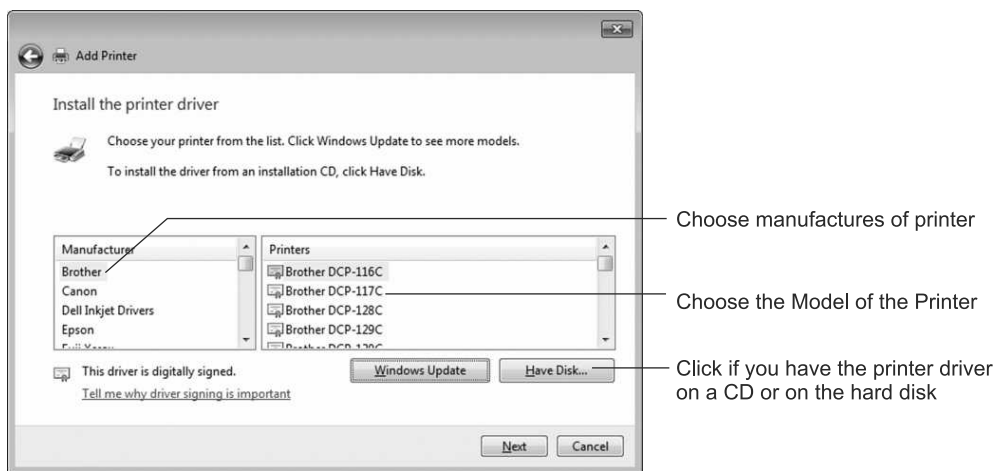 Add Printer
Install the printer driver
Choose your printer from the list. Click Windows Update to see more models.
To install the driver from an installation CD, click Have Disk.
Manufacturer
Brother
Canon
Dell Inkjet Drivers
Epson
Printers
Brother DCP-116C
Brother DCP-117C
Brother DCP-128C
Brother DCP-129C
This driver is digitally signed.
Tell me why driver signing is important
Windows Update
Have Disk...
Next
Cancel
Choose manufactures of printer
Choose the Model of the Printer
Click if you have the printer driver
on a CD or on the hard disk